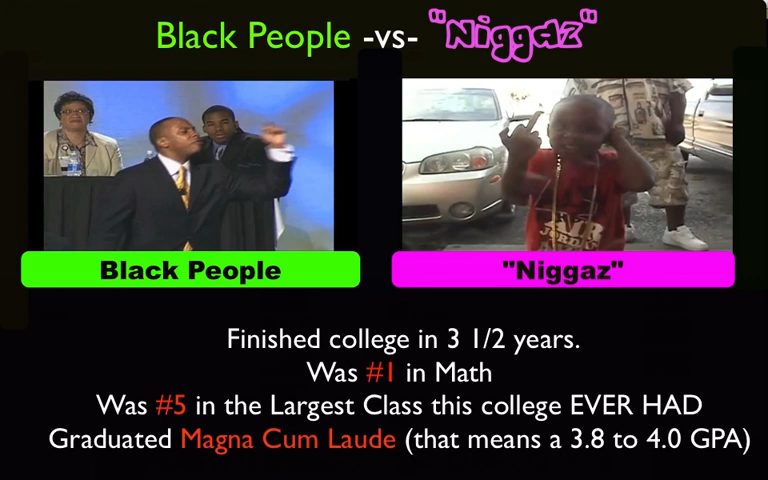 Black People -vs- "Niggaz"
AIR
JORDAN
Black People
"Niggaz"
Finished college in 3 1/2 years.
Was #1 in Math
Was #5 in the Largest Class this college EVER HAD
Graduated Magna Cum Laude (that means a 3.8 to 4.0 GPA)